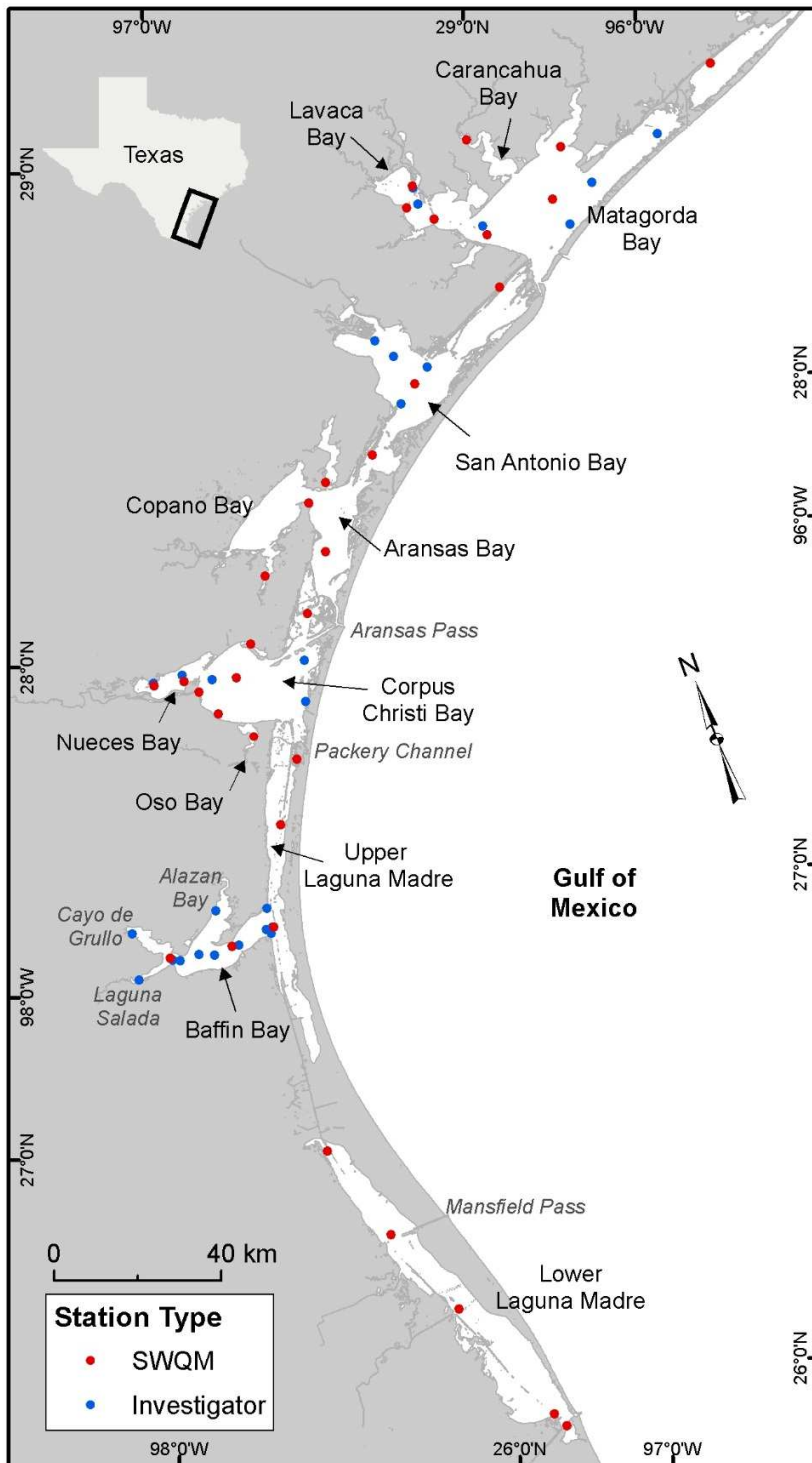 97°0'W
29°0'N
96°0'W
Carancahua
Bay
Lavaca
Bay
Texas
29°0'N
Matagorda
Bay
28°0'N
San Antonio Bay
Copano Bay
96°0'W
Aransas Bay
Aransas Pass
28°0'N
Corpus
Christi Bay
N
Nueces Bay
Packery Channel
Oso Bay
Upper
Laguna Madre
27°0'N
Alazan
Bay
Gulf of
Mexico
Cayo de
Grullo
Laguna
Salada
98°0'W
Baffin Bay
27°0'N
Mansfield Pass
0 40 km
Lower
Laguna Madre
Station Type
SWQM
Investigator
26°0'N
98°0'W
26°0'N
97°0'W